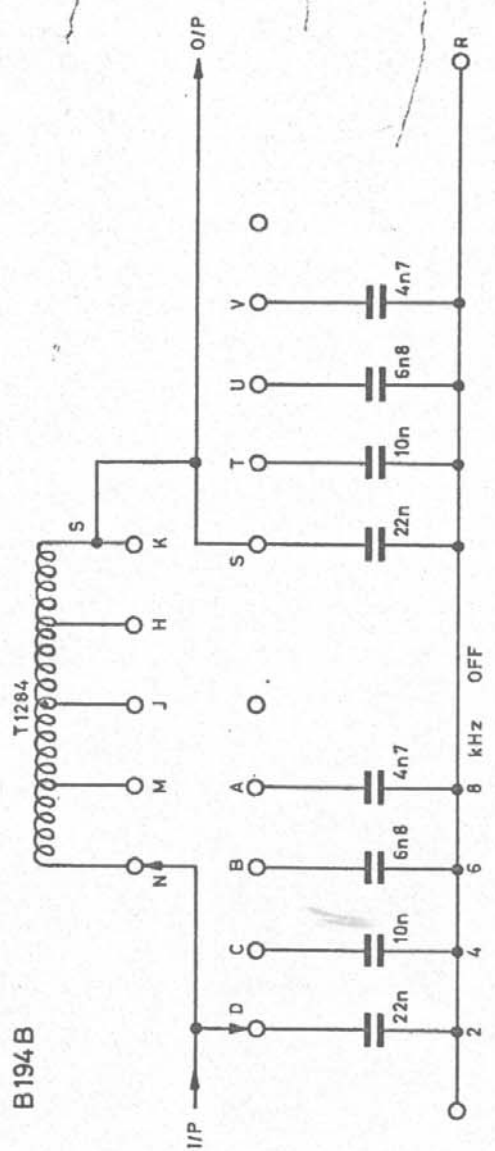 B194B
T1284
S
N M J H K
I/P
O/P
D C B A
S T U V
22n 10n 6n8 4n7
22n 10n 6n8 4n7
2 4 6 8 kHz OFF
R